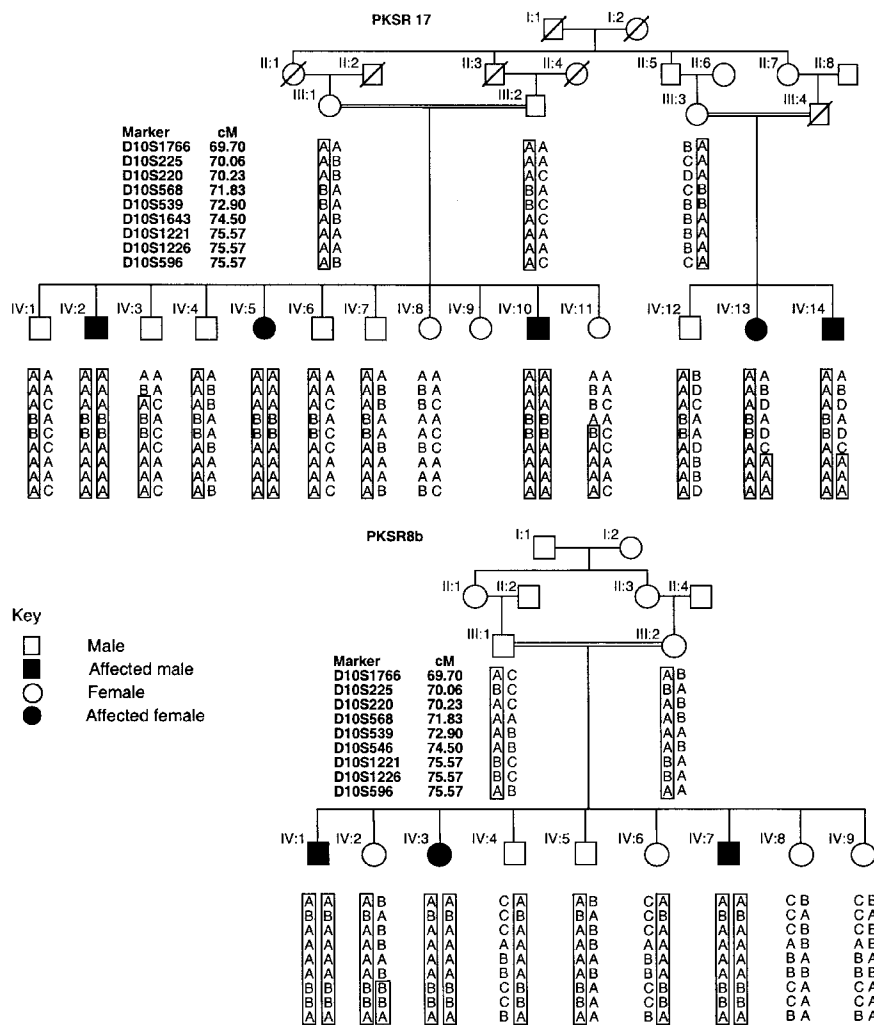 PKSR 17
I:1 I:2
II:1 II:2 II:3 II:4 II:5 II:6 II:7 II:8
III:1 III:2 III:3 III:4
Marker cM
D10S1766 69.70 A A A A B A
D10S225 70.06 A B A A C A
D10S220 70.23 A A A C D A
D10S568 71.83 B A B A C B
D10S539 72.90 B A B C B B
D10S1643 74.50 A B A C B A
D10S1221 75.57 A A A A B A
D10S1226 75.57 A A A A B A
D10S596 75.57 A B A C C A
IV:1 IV:2 IV:3 IV:4 IV:5 IV:6 IV:7 IV:8 IV:9 IV:10 IV:11 IV:12 IV:13 IV:14
A A A A A A A A A A A A A A A A A A A A A B A A A A
A A A A B A A B A A A A A B B A A A B A A D A B A B
A C A A A C A B A A A C A B B C A A B C A C A D A D
B A B B B A B A B B B A B A A A B B A A B A B A B A
B C B B B C B B B B B C B B B C B B B C B A B D B D
A C A A A C A B A A A C A B B C A A A C A D A C A C
A A A A A A A A A A A A A A A A A A A A A B A A A A
A A A A A A A A A A A A A A A A A A A A A B A A A A
A C A A A C A B A A A C A B B C A A A C A D A A A A
PKSR8b
I:1 I:2
II:1 II:2 II:3 II:4
III:1 III:2
Key
Male
Affected male
Female
Affected female
Marker cM
D10S1766 69.70 A C A B
D10S225 70.06 B C B A
D10S220 70.23 A C A B
D10S568 71.83 A A A B
D10S539 72.90 A B A A
D10S546 74.50 A B A B
D10S1221 75.57 B C B A
D10S1226 75.57 B C B A
D10S596 75.57 A B A A
IV:1 IV:2 IV:3 IV:4 IV:5 IV:6 IV:7 IV:8 IV:9
A A A B A A C A A B C A A A C B C B
B B B A B B C B B A C B B B C A C A
A A A B A A C A A B C A A A C B C B
A A A B A A A A A B A A A A A B A B
A A A A A A B A A A B A A A B A B A
A A A B A A B A A B B A A A B B B B
B B B B B B C B B A C B B B C A C A
B B B B B B C B B A C B B B C A C A
A A A A A A B A A A B A A A B A B A